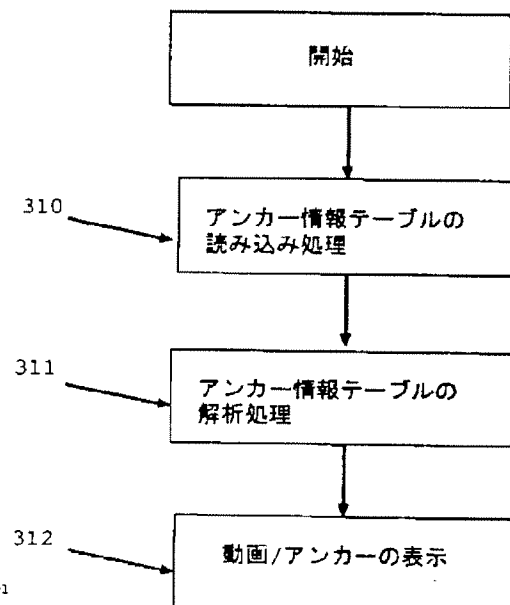 開始
310
アンカー情報テーブルの
読み込み処理
311
アンカー情報テーブルの
解析処理
312
動画/アンカーの表示